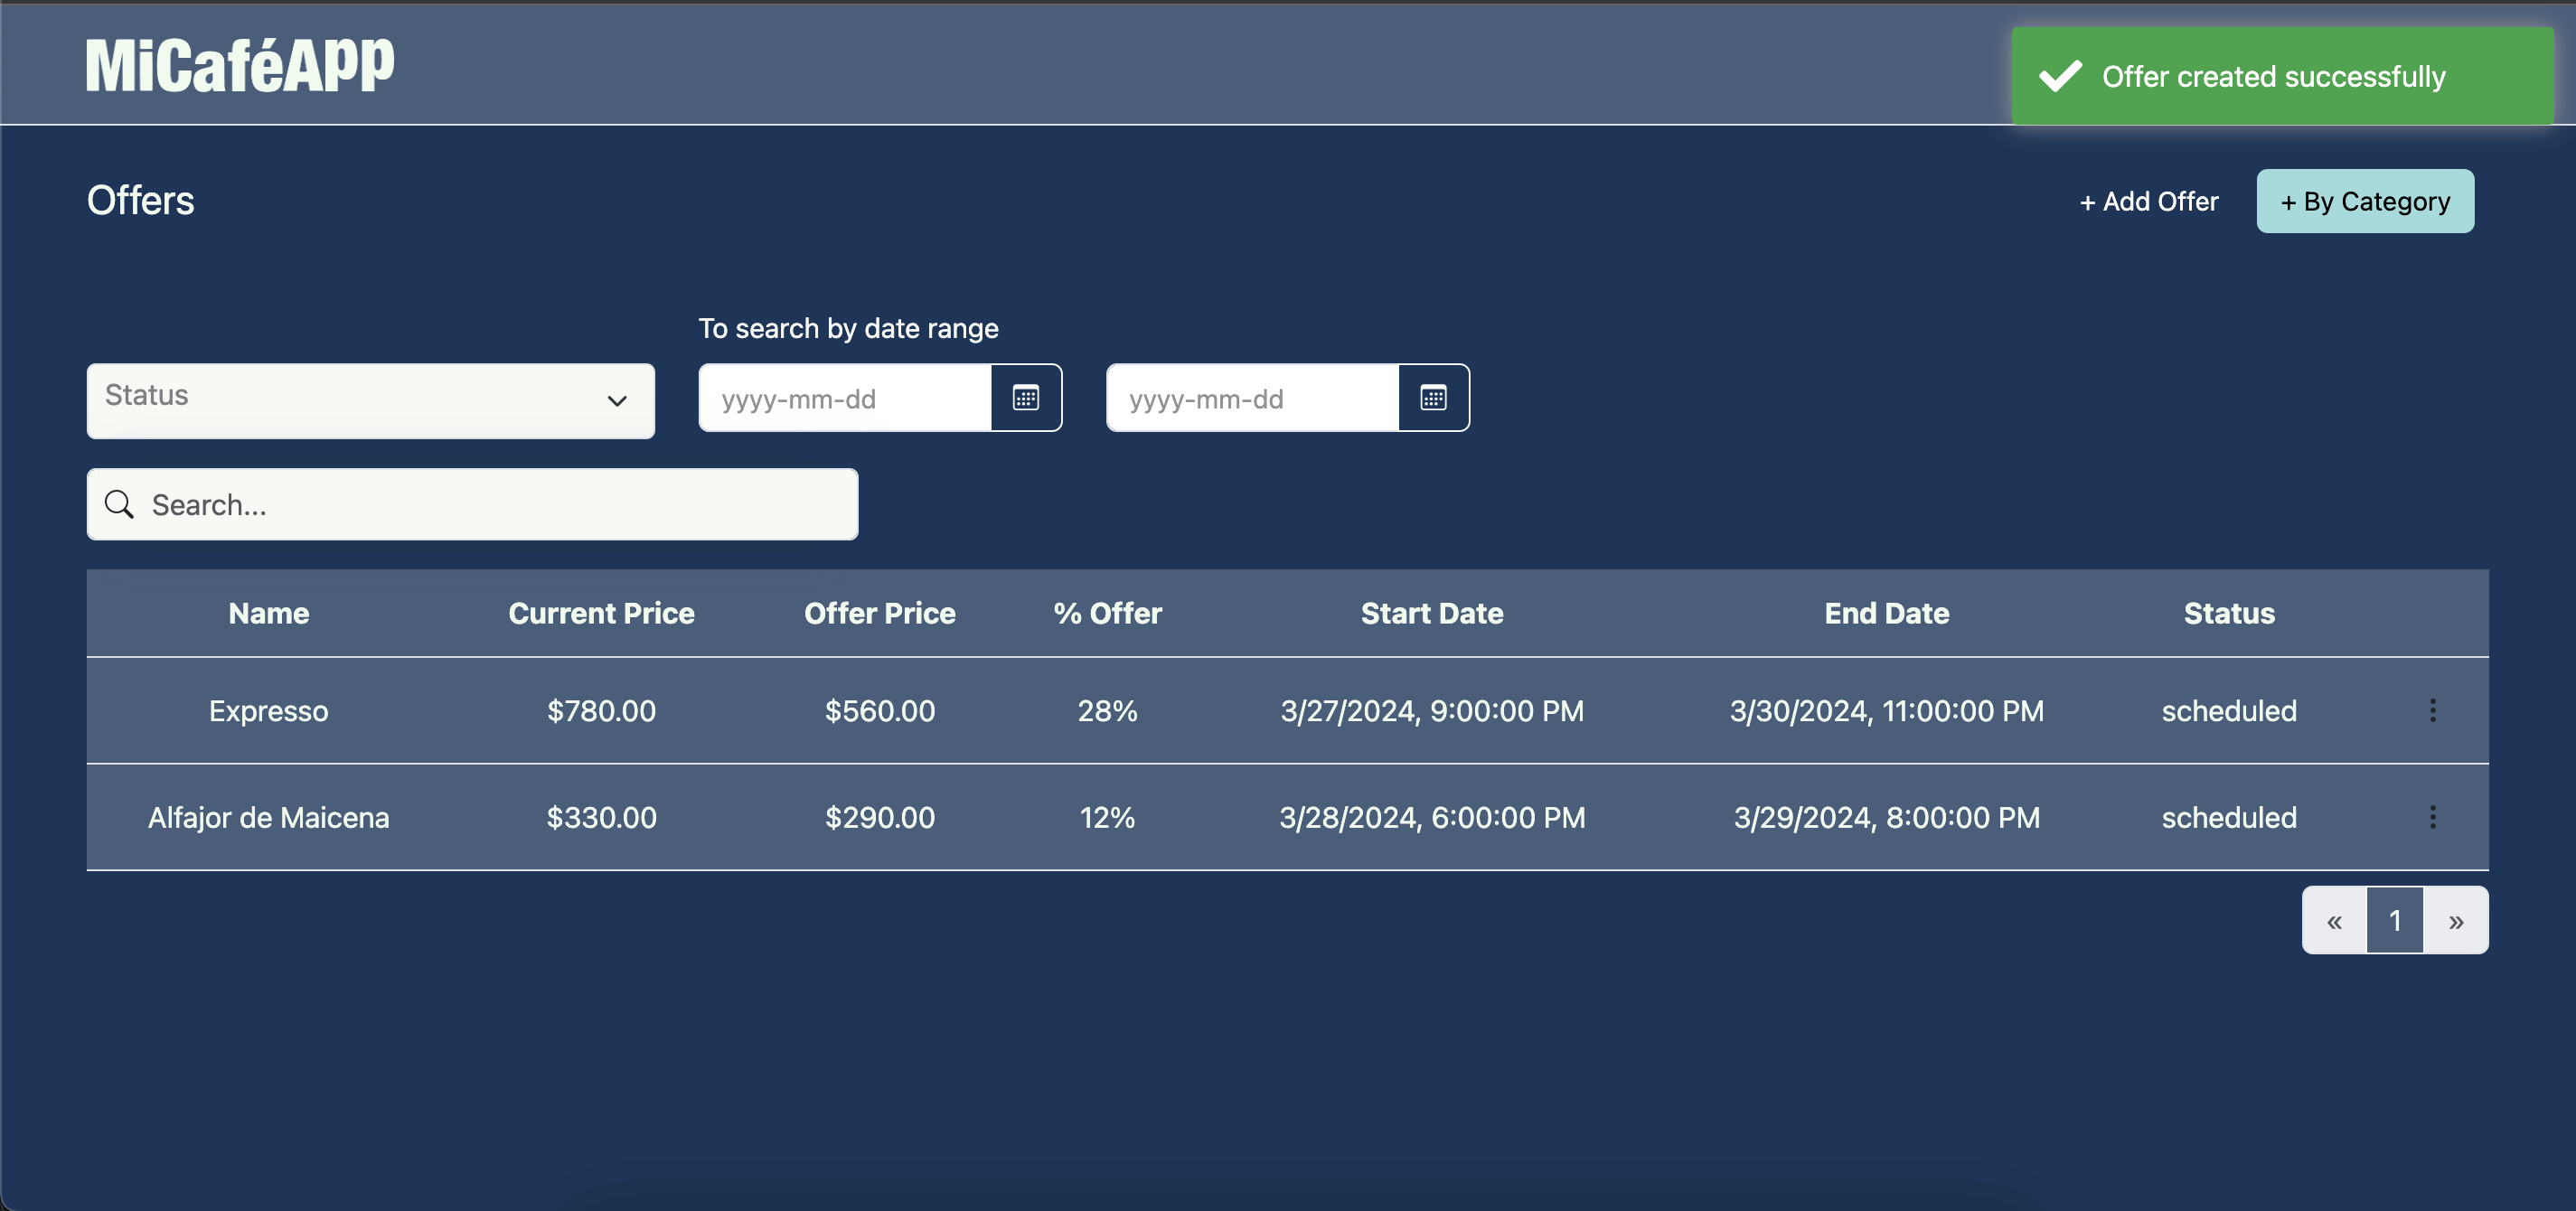 MiCaféApp
Offer created successfully
Offers
+ Add Offer
+ By Category
To search by date range
Status
yyyy-mm-dd
yyyy-mm-dd
Search...
Name Current Price Offer Price % Offer Start Date End Date Status
Expresso $780.00 $560.00 28% 3/27/2024, 9:00:00 PM 3/30/2024, 11:00:00 PM scheduled
Alfajor de Maicena $330.00 $290.00 12% 3/28/2024, 6:00:00 PM 3/29/2024, 8:00:00 PM scheduled
« 1 »